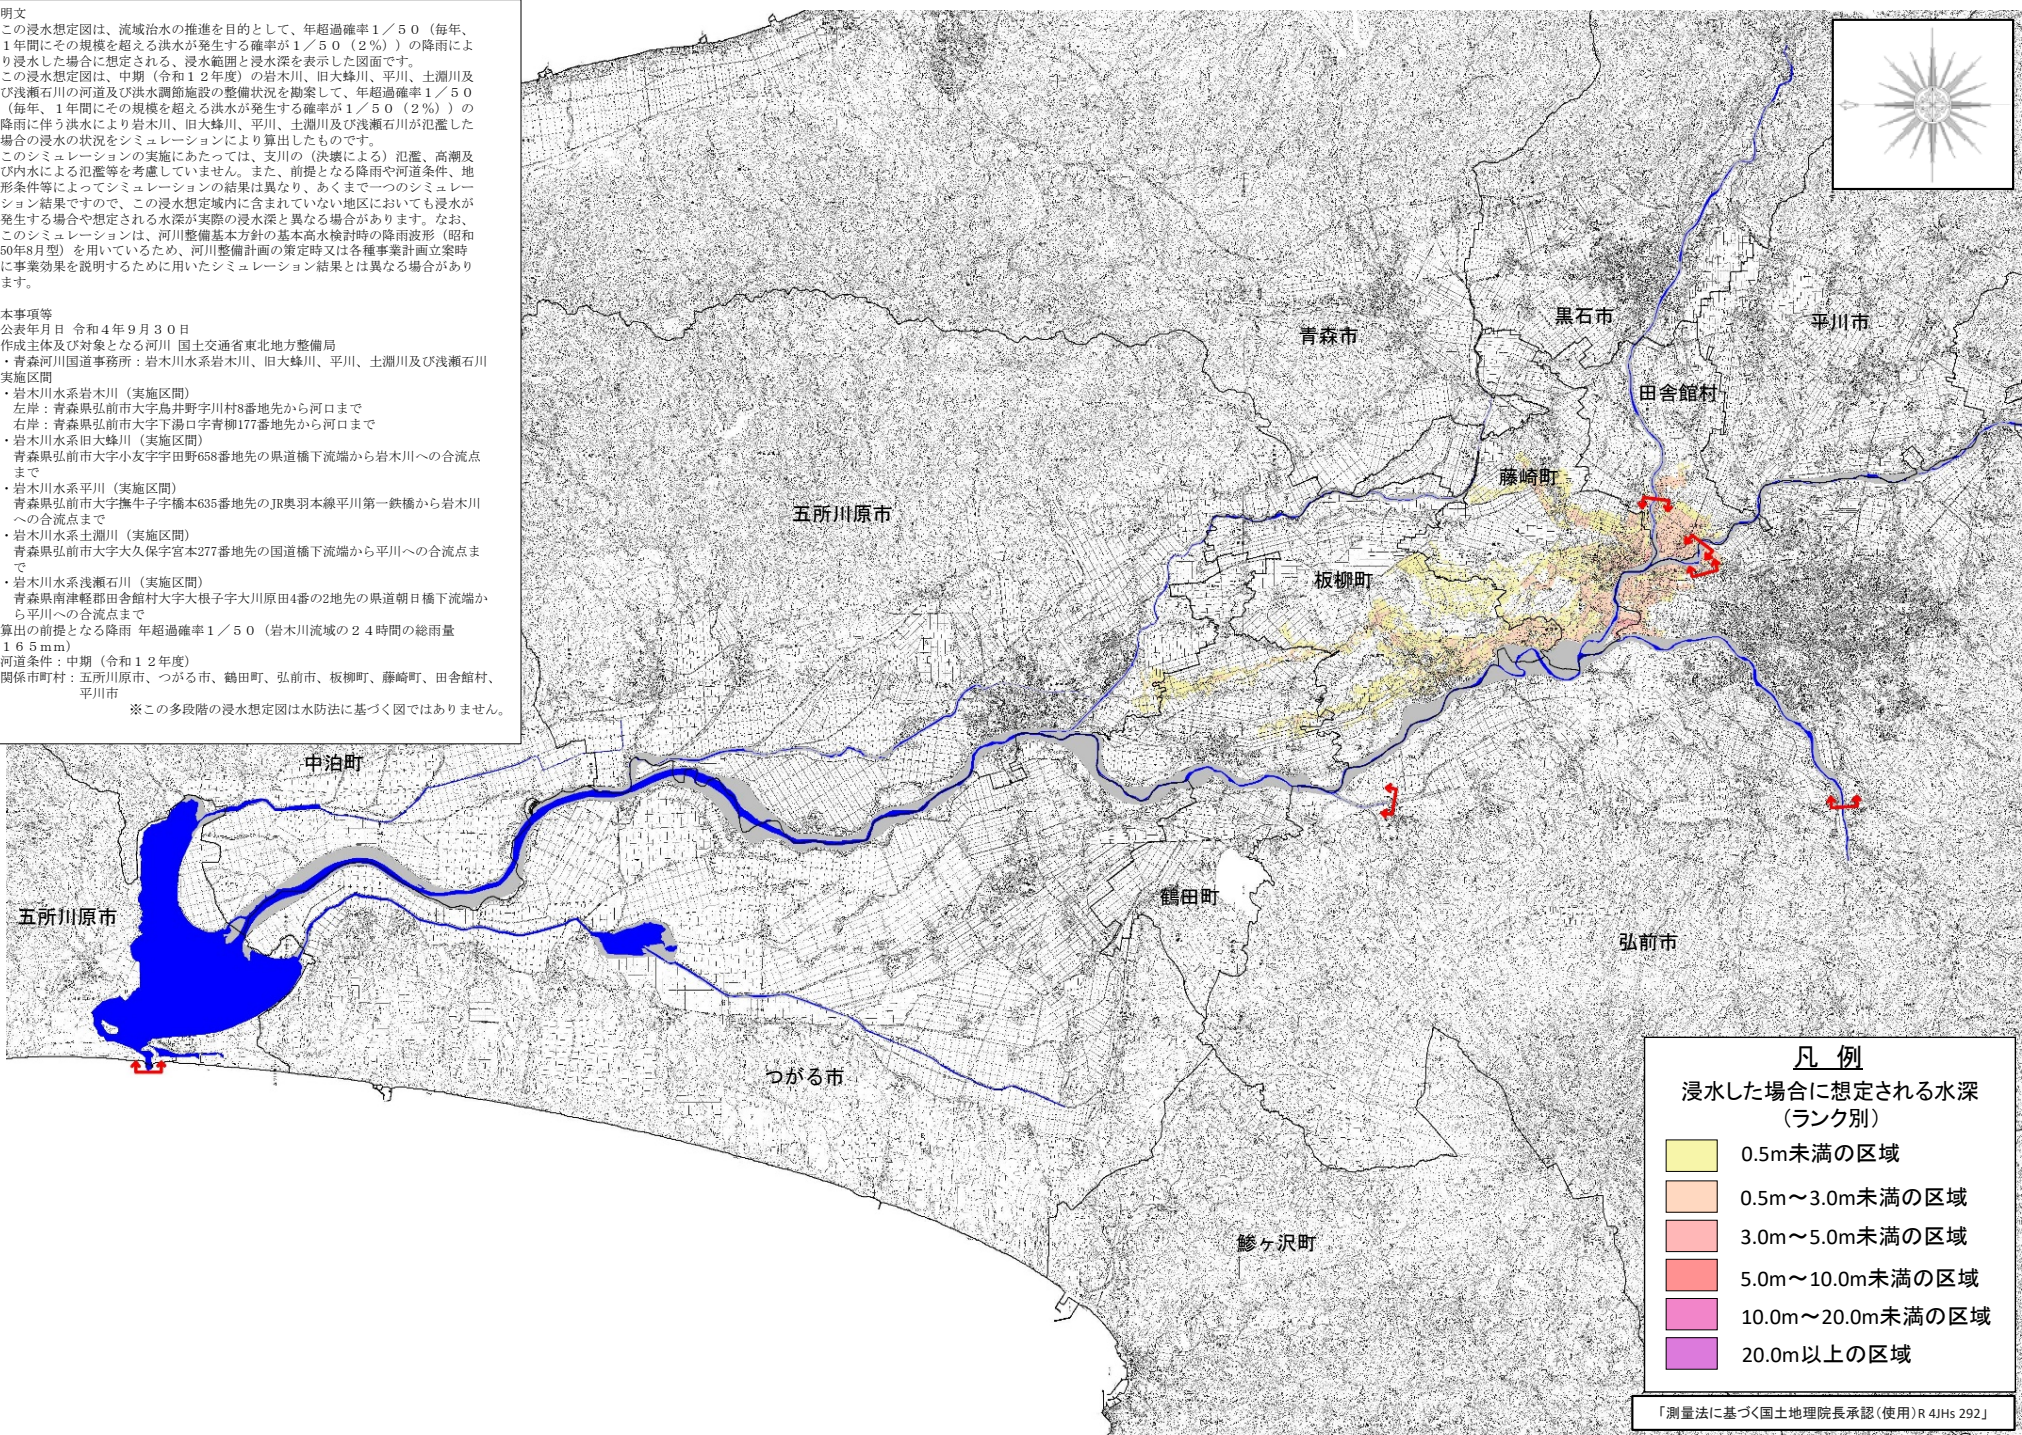 明文
この浸水想定図は、流域治水の推進を目的として、年超過確率１／５０（毎年、
１年間にその規模を超える洪水が発生する確率が１／５０（２％））の降雨によ
り浸水した場合に想定される、浸水範囲と浸水深を表示した図面です。
この浸水想定図は、中期（令和１２年度）の岩木川、旧大蜂川、平川、土淵川及
び浅瀬石川の河道及び洪水調節施設の整備状況を勘案して、年超過確率１／５０
（毎年、１年間にその規模を超える洪水が発生する確率が１／５０（２％））の
降雨に伴う洪水により岩木川、旧大蜂川、平川、土淵川及び浅瀬石川が氾濫した
場合の浸水の状況をシミュレーションにより算出したものです。
このシミュレーションの実施にあたっては、支川の（決壊による）氾濫、高潮及
び内水による氾濫等を考慮していません。また、前提となる降雨や河道条件、地
形条件等によってシミュレーションの結果は異なり、あくまで一つのシミュレー
ション結果ですので、この浸水想定域内に含まれていない地区においても浸水が
発生する場合や想定される水深が実際の浸水深と異なる場合があります。なお、
このシミュレーションは、河川整備基本方針の基本高水検討時の降雨波形（昭和
50年8月型）を用いているため、河川整備計画の策定時又は各種事業計画立案時
に事業効果を説明するために用いたシミュレーション結果とは異なる場合があり
ます。
本事項等
公表年月日 令和４年９月３０日
作成主体及び対象となる河川 国土交通省東北地方整備局
・青森河川国道事務所：岩木川水系岩木川、旧大蜂川、平川、土淵川及び浅瀬石川
実施区間
・岩木川水系岩木川（実施区間）
左岸：青森県弘前市大字鳥井野字川村8番地先から河口まで
右岸：青森県弘前市大字下湯口字青柳177番地先から河口まで
・岩木川水系旧大蜂川（実施区間）
青森県弘前市大字小友字宇田野658番地先の県道橋下流端から岩木川への合流点
まで
・岩木川水系平川（実施区間）
青森県弘前市大字撫牛子字橋本635番地先のJR奥羽本線平川第一鉄橋から岩木川
への合流点まで
・岩木川水系土淵川（実施区間）
青森県弘前市大字大久保字宮本277番地先の国道橋下流端から平川への合流点ま
で
・岩木川水系浅瀬石川（実施区間）
青森県南津軽郡田舎館村大字大根子字大川原田4番の2地先の県道朝日橋下流端か
ら平川への合流点まで
算出の前提となる降雨 年超過確率１／５０（岩木川流域の２４時間の総雨量
１６５mm）
河道条件：中期（令和１２年度）
関係市町村：五所川原市、つがる市、鶴田町、弘前市、板柳町、藤崎町、田舎館村、
平川市
※この多段階の浸水想定図は水防法に基づく図ではありません。
青森市
黒石市
平川市
田舎館村
藤崎町
五所川原市
板柳町
中泊町
鶴田町
五所川原市
弘前市
つがる市
鰺ヶ沢町
凡 例
浸水した場合に想定される水深
（ランク別）
0.5m未満の区域
0.5m～3.0m未満の区域
3.0m～5.0m未満の区域
5.0m～10.0m未満の区域
10.0m～20.0m未満の区域
20.0m以上の区域
「測量法に基づく国土地理院長承認（使用）R 4JHs 292」